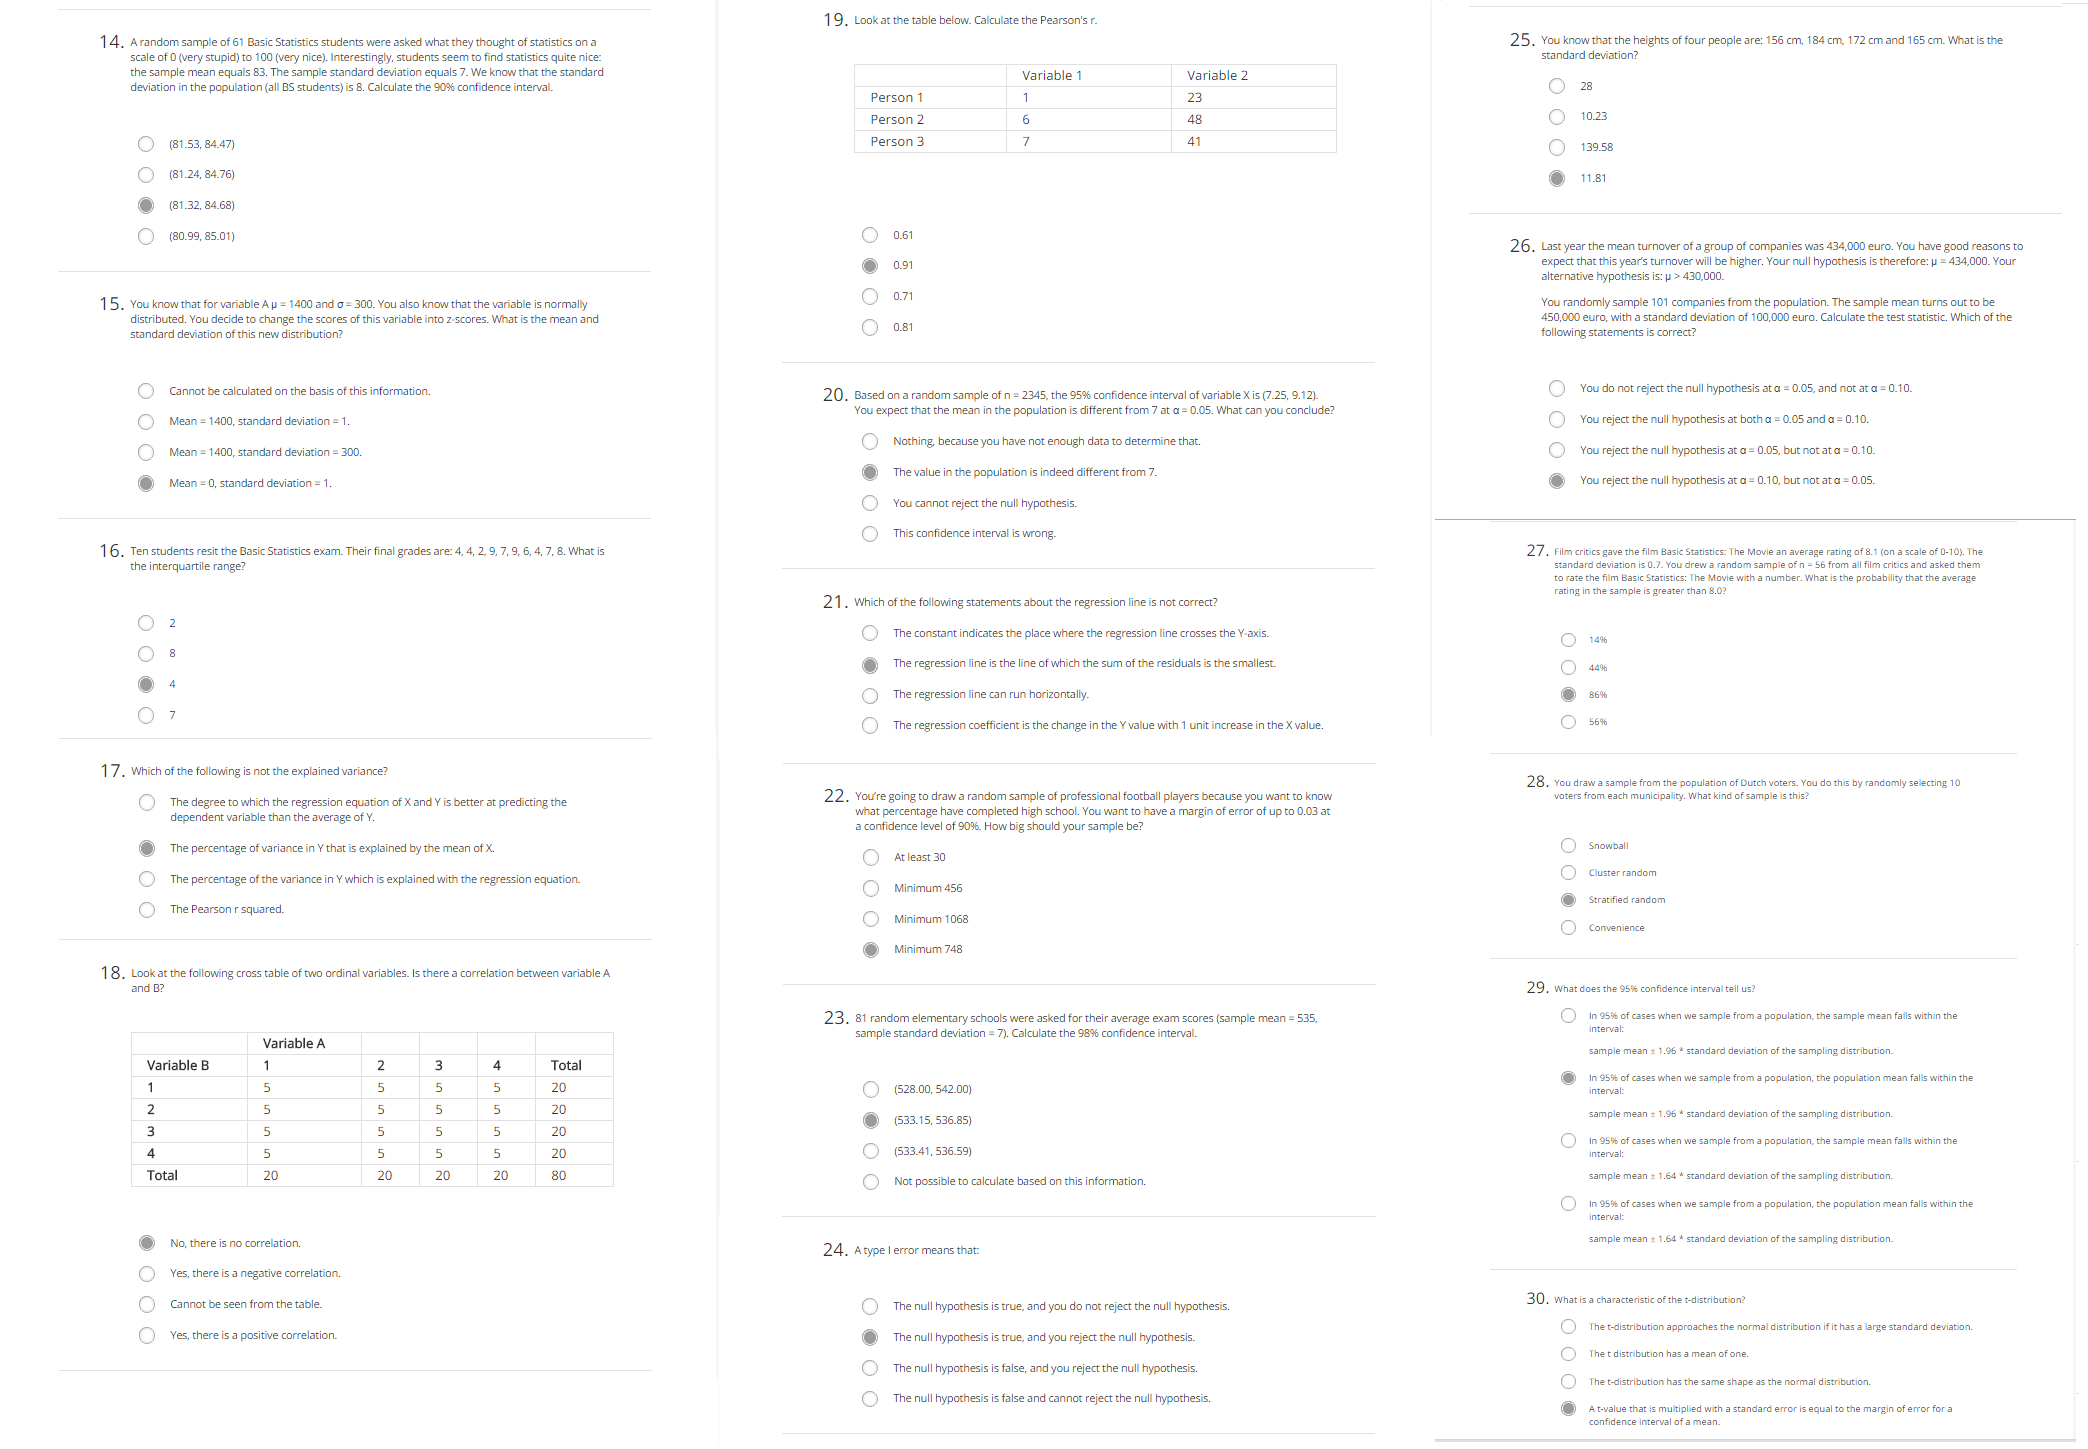 14. A random sample of 61 Basic Statistics students were asked what they thought of statistics on a
scale of 0 (very stupid) to 100 (very nice). Interestingly, students seem to find statistics quite nice:
the sample mean equals 83. The sample standard deviation equals 7. We know that the standard
deviation in the population (all BS students) is 8. Calculate the 90% confidence interval.
(81.53, 84.47)
(81.24, 84.76)
(81.32, 84.68)
(80.99, 85.01)
15. You know that for variable A μ = 1400 and σ = 300. You also know that the variable is normally
distributed. You decide to change the scores of this variable into z-scores. What is the mean and
standard deviation of this new distribution?
Cannot be calculated on the basis of this information.
Mean = 1400, standard deviation = 1.
Mean = 1400, standard deviation = 300.
Mean = 0, standard deviation = 1.
16. Ten students resit the Basic Statistics exam. Their final grades are: 4, 4, 2, 9, 7, 9, 6, 4, 7, 8. What is
the interquartile range?
2
8
4
7
17. Which of the following is not the explained variance?
The degree to which the regression equation of X and Y is better at predicting the
dependent variable than the average of Y.
The percentage of variance in Y that is explained by the mean of X.
The percentage of the variance in Y which is explained with the regression equation.
The Pearson r squared.
18. Look at the following cross table of two ordinal variables. Is there a correlation between variable A
and B?
Variable A
Variable B 1 2 3 4 Total
1 5 5 5 5 20
2 5 5 5 5 20
3 5 5 5 5 20
4 5 5 5 5 20
Total 20 20 20 20 80
No, there is no correlation.
Yes, there is a negative correlation.
Cannot be seen from the table.
Yes, there is a positive correlation.
19. Look at the table below. Calculate the Pearson's r.
Variable 1 Variable 2
Person 1 1 23
Person 2 6 48
Person 3 7 41
0.61
0.91
0.71
0.81
20. Based on a random sample of n = 2345, the 95% confidence interval of variable X is (7.25, 9.12).
You expect that the mean in the population is different from 7 at α = 0.05. What can you conclude?
Nothing, because you have not enough data to determine that.
The value in the population is indeed different from 7.
You cannot reject the null hypothesis.
This confidence interval is wrong.
21. Which of the following statements about the regression line is not correct?
The constant indicates the place where the regression line crosses the Y-axis.
The regression line is the line of which the sum of the residuals is the smallest.
The regression line can run horizontally.
The regression coefficient is the change in the Y value with 1 unit increase in the X value.
22. You're going to draw a random sample of professional football players because you want to know
what percentage have completed high school. You want to have a margin of error of up to 0.03 at
a confidence level of 90%. How big should your sample be?
At least 30
Minimum 456
Minimum 1068
Minimum 748
23. 81 random elementary schools were asked for their average exam scores (sample mean = 535,
sample standard deviation = 7). Calculate the 98% confidence interval.
(528.00, 542.00)
(533.15, 536.85)
(533.41, 536.59)
Not possible to calculate based on this information.
24. A type I error means that:
The null hypothesis is true, and you do not reject the null hypothesis.
The null hypothesis is true, and you reject the null hypothesis.
The null hypothesis is false, and you reject the null hypothesis.
The null hypothesis is false and cannot reject the null hypothesis.
25. You know that the heights of four people are: 156 cm, 184 cm, 172 cm and 165 cm. What is the
standard deviation?
28
10.23
139.58
11.81
26. Last year the mean turnover of a group of companies was 434,000 euro. You have good reasons to
expect that this year's turnover will be higher. Your null hypothesis is therefore: μ = 434,000. Your
alternative hypothesis is: μ > 430,000.
You randomly sample 101 companies from the population. The sample mean turns out to be
450,000 euro, with a standard deviation of 100,000 euro. Calculate the test statistic. Which of the
following statements is correct?
You do not reject the null hypothesis at α = 0.05, and not at α = 0.10.
You reject the null hypothesis at both α = 0.05 and α = 0.10.
You reject the null hypothesis at α = 0.05, but not at α = 0.10.
You reject the null hypothesis at α = 0.10, but not at α = 0.05.
27. Film critics gave the film Basic Statistics: The Movie an average rating of 8.1 (on a scale of 0-10). The
standard deviation is 0.7. You drew a random sample of n = 56 from all film critics and asked them
to rate the film Basic Statistics: The Movie with a number. What is the probability that the average
rating in the sample is greater than 8.0?
14%
44%
86%
56%
28. You draw a sample from the population of Dutch voters. You do this by randomly selecting 10
voters from each municipality. What kind of sample is this?
Snowball
Cluster random
Stratified random
Convenience
29. What does the 95% confidence interval tell us?
In 95% of cases when we sample from a population, the sample mean falls within the
interval:
sample mean ± 1.96 * standard deviation of the sampling distribution.
In 95% of cases when we sample from a population, the population mean falls within the
interval:
sample mean ± 1.96 * standard deviation of the sampling distribution.
In 95% of cases when we sample from a population, the sample mean falls within the
interval:
sample mean ± 1.64 * standard deviation of the sampling distribution.
In 95% of cases when we sample from a population, the population mean falls within the
interval:
sample mean ± 1.64 * standard deviation of the sampling distribution.
30. What is a characteristic of the t-distribution?
The t-distribution approaches the normal distribution if it has a large standard deviation.
The t distribution has a mean of one.
The t-distribution has the same shape as the normal distribution.
A t-value that is multiplied with a standard error is equal to the margin of error for a
confidence interval of a mean.